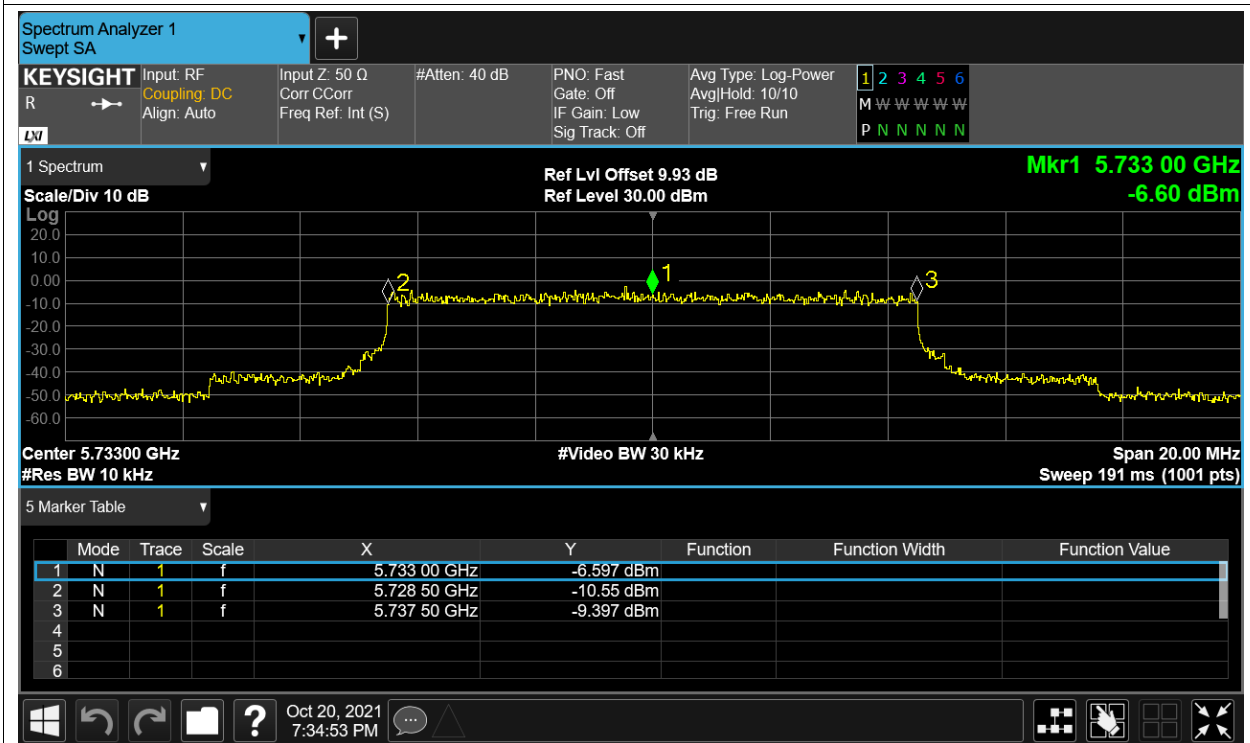 Spectrum Analyzer 1
Swept SA
KEYSIGHT Input: RF Input Z: 50 Ω #Atten: 40 dB PNO: Fast Avg Type: Log-Power 1 2 3 4 5 6
R Coupling: DC Corr CCorr Gate: Off Avg|Hold: 10/10 M W W W W W
Align: Auto Freq Ref: Int (S) IF Gain: Low Trig: Free Run
LXI Sig Track: Off P N N N N N
1 Spectrum Ref Lvl Offset 9.93 dB Mkr1 5.733 00 GHz
Scale/Div 10 dB Ref Level 30.00 dBm -6.60 dBm
Log
20.0
10.0
0.00 2 1 3
-10.0
-20.0
-30.0
-40.0
-50.0
-60.0
Center 5.73300 GHz #Video BW 30 kHz Span 20.00 MHz
#Res BW 10 kHz Sweep 191 ms (1001 pts)
5 Marker Table
Mode Trace Scale X Y Function Function Width Function Value
1 N 1 f 5.733 00 GHz -6.597 dBm
2 N 1 f 5.728 50 GHz -10.55 dBm
3 N 1 f 5.737 50 GHz -9.397 dBm
4
5
6
? Oct 20, 2021
7:34:53 PM